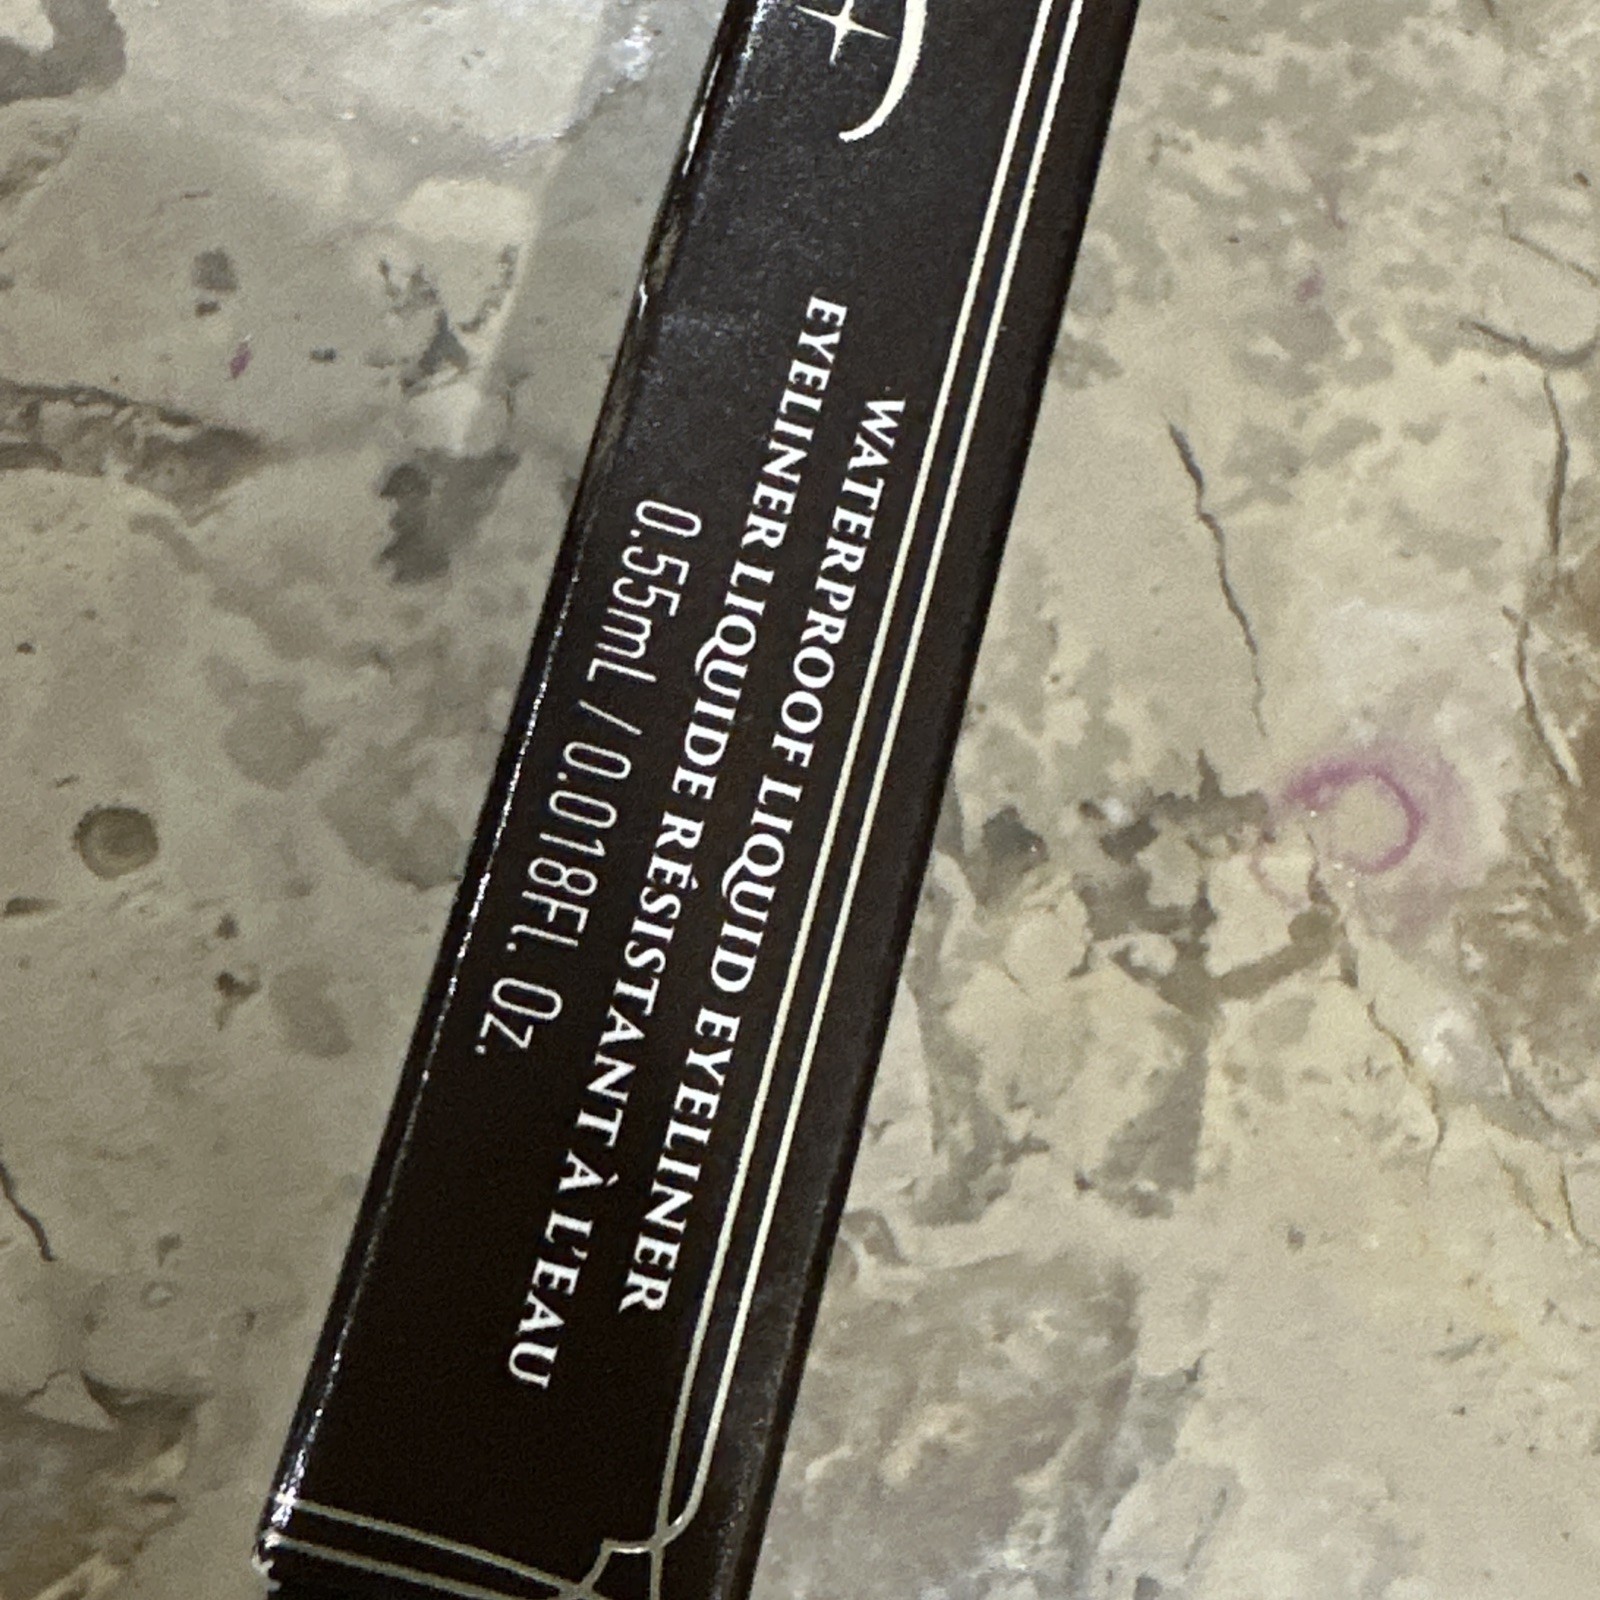 WATERPROOF LIQUID EYELINER
EYELINER LIQUIDE RÉSISTANT À L'EAU
0.55mL / 0.018Fl. Oz.